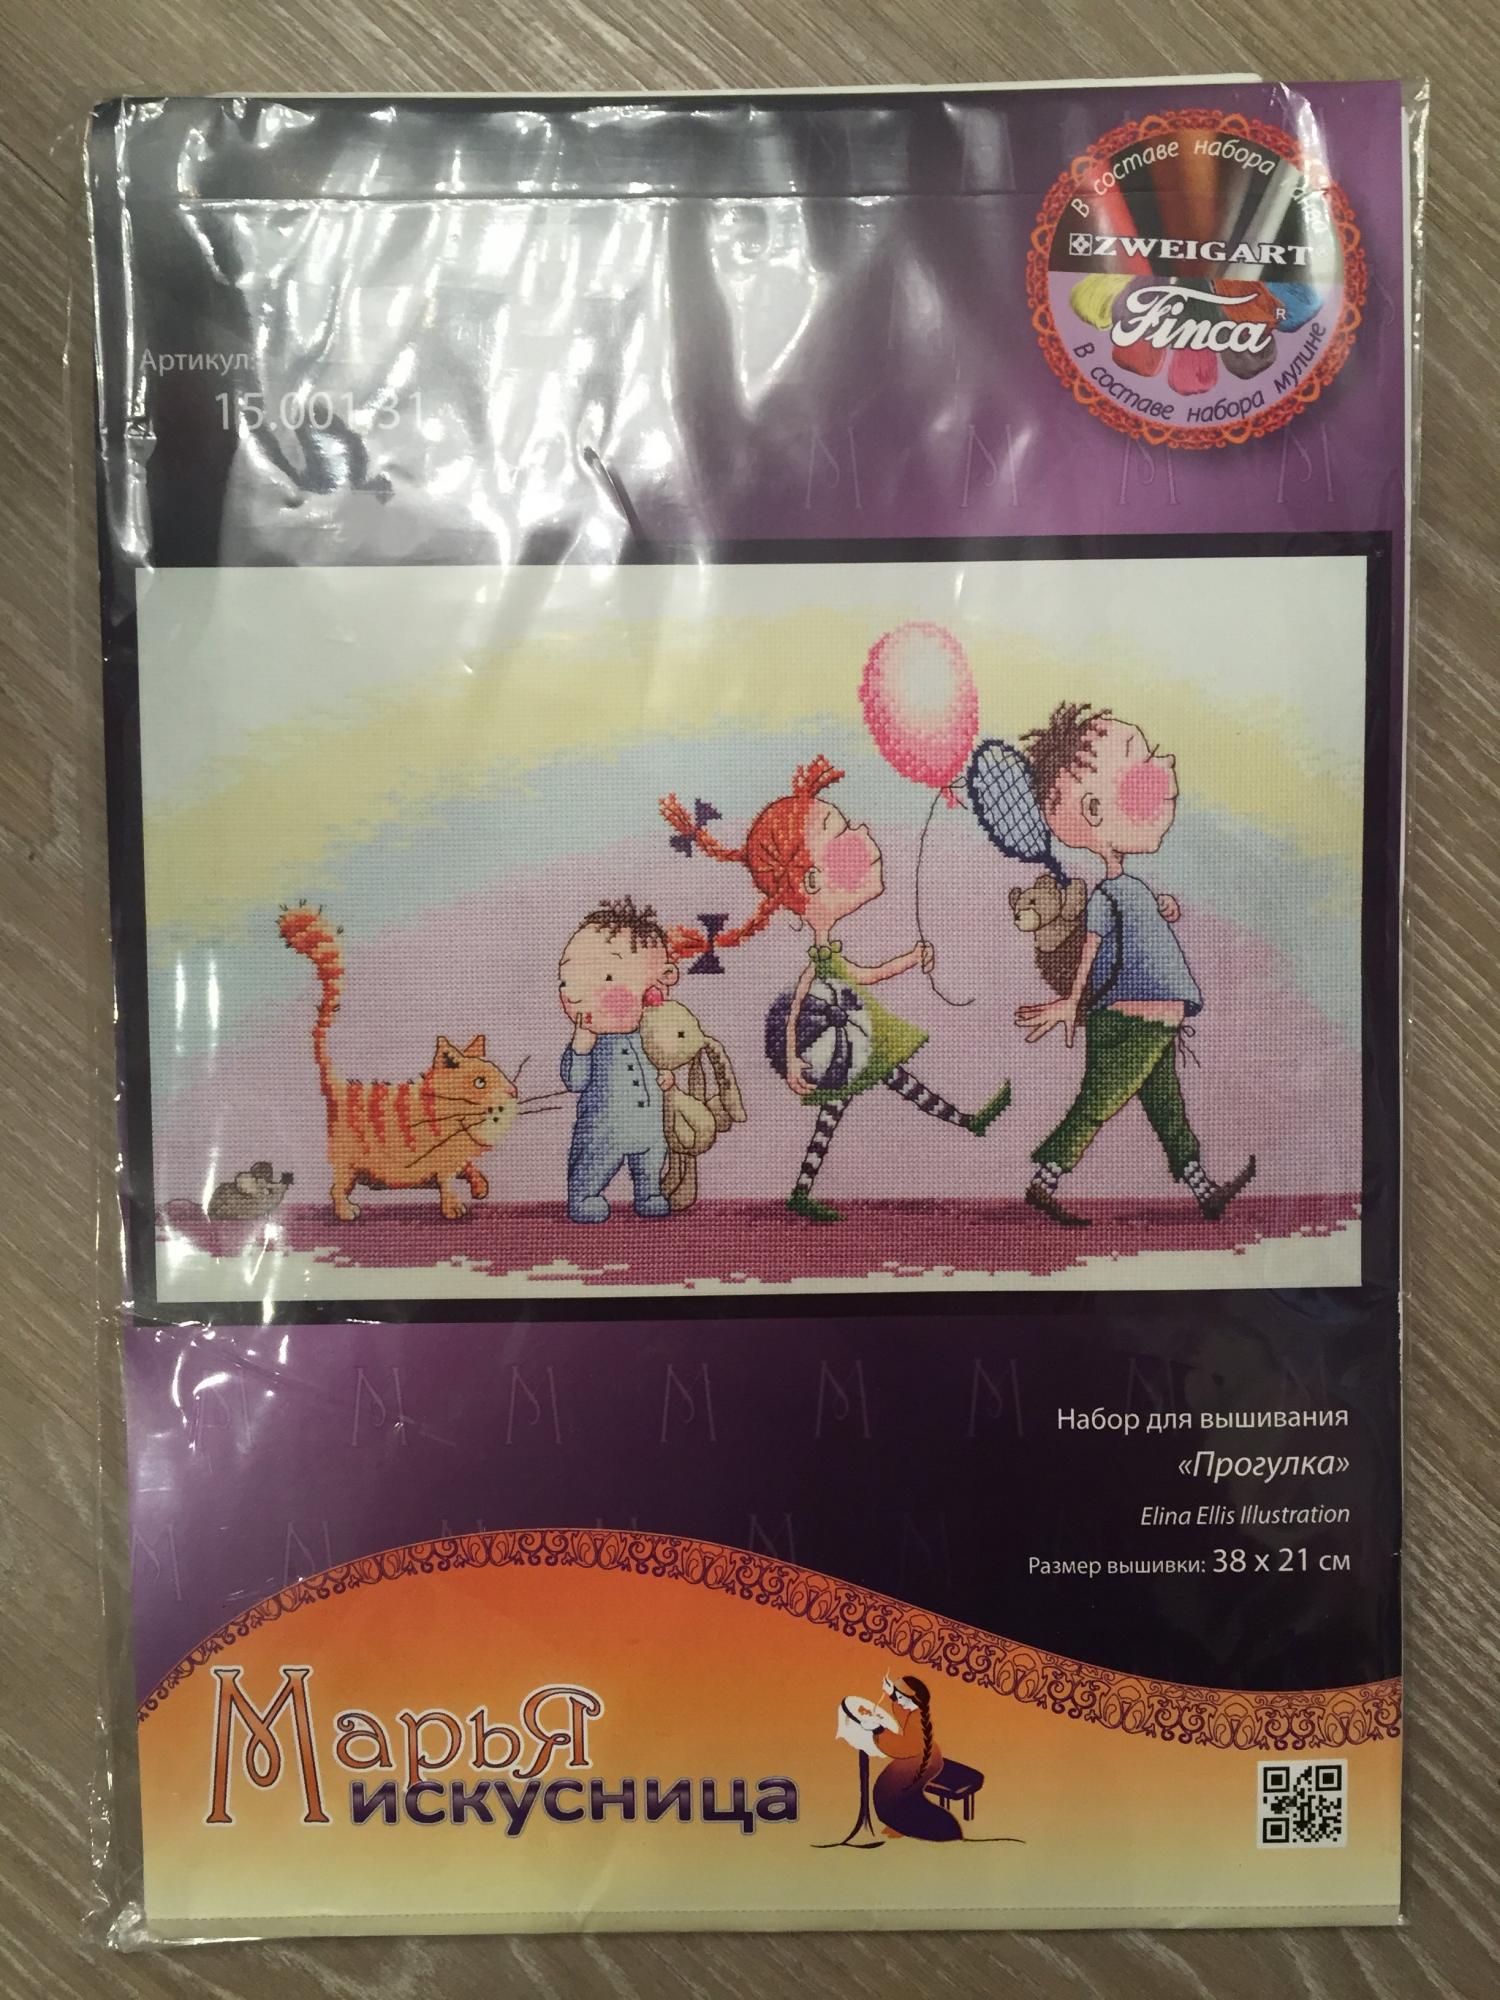 В составе набора
ZWEIGART
Finca R
В составе набора мулине
Артикул:
15.001.31
Набор для вышивания
«Прогулка»
Elina Ellis Illustration
Размер вышивки: 38 x 21 см
МарьЯ
искусница